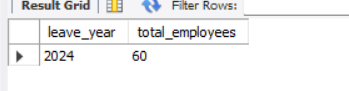 Result Grid Filter Rows:
leave_year total_employees
2024 60